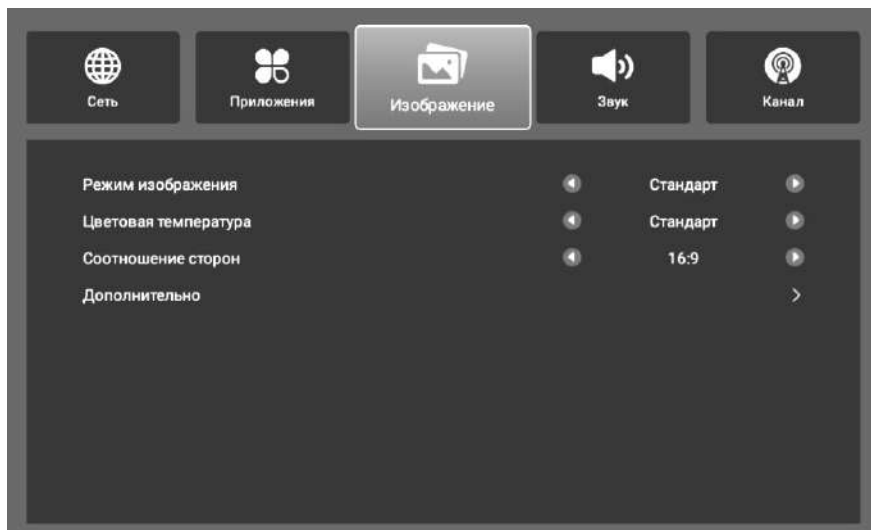 Сеть
Приложения
Изображение
Звук
Канал
Режим изображения Стандарт
Цветовая температура Стандарт
Соотношение сторон 16:9
Дополнительно